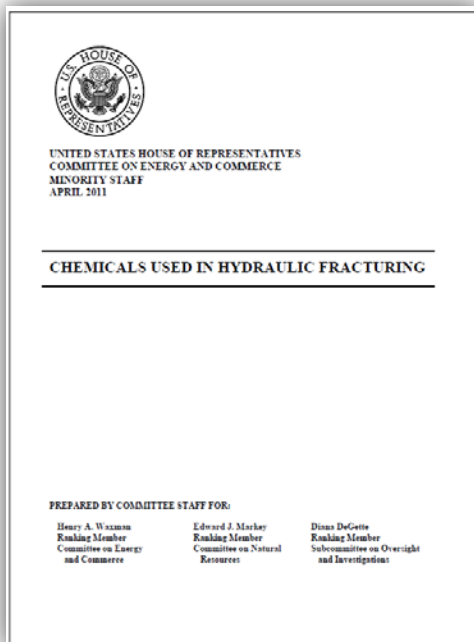 U.S. HOUSE OF
REPRESENTATIVES
UNITED STATES HOUSE OF REPRESENTATIVES
COMMITTEE ON ENERGY AND COMMERCE
MINORITY STAFF
APRIL 2011
CHEMICALS USED IN HYDRAULIC FRACTURING
PREPARED BY COMMITTEE STAFF FOR:
Henry A. Waxman
Ranking Member
Committee on Energy
and Commerce
Edward J. Markey
Ranking Member
Committee on Natural
Resources
Diana DeGette
Ranking Member
Subcommittee on Oversight
and Investigations